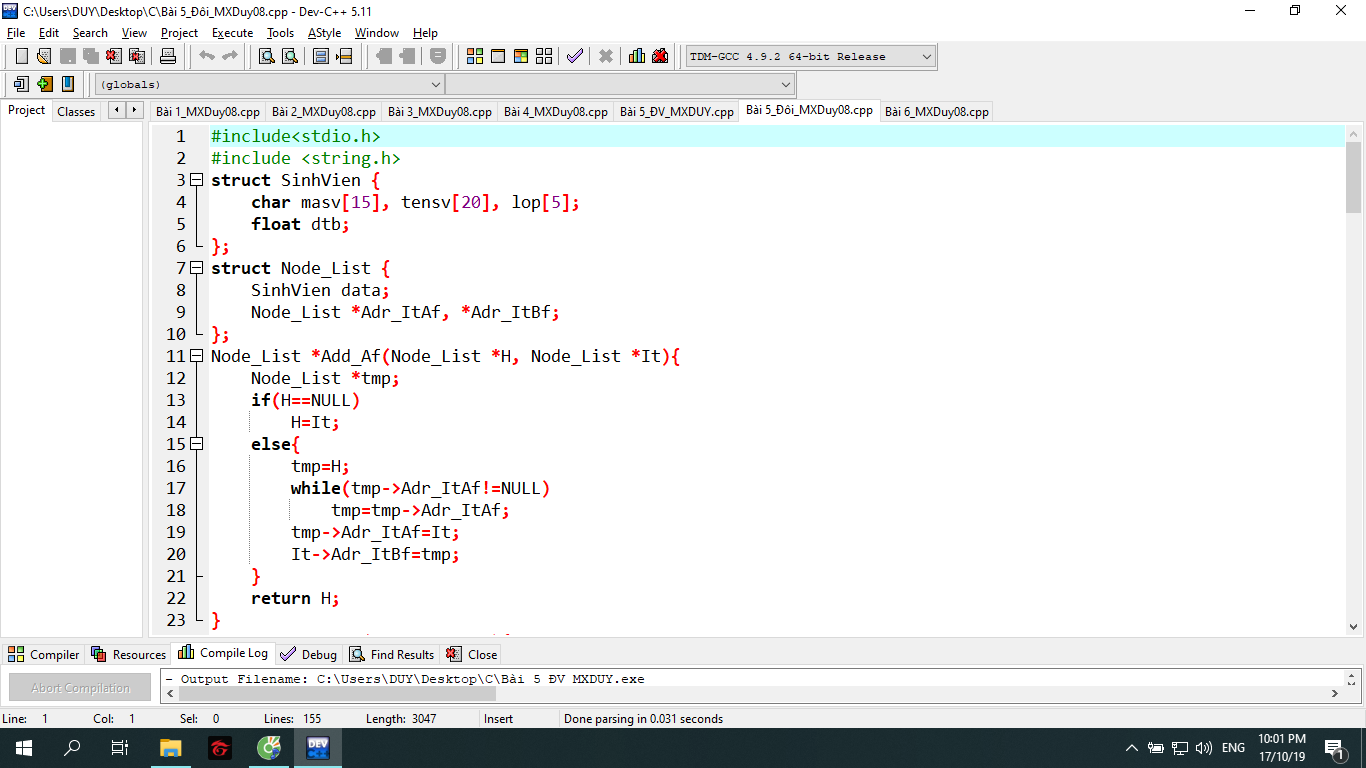 C:\Users\DUY\Desktop\C\Bài 5_Đôi_MXDuy08.cpp - Dev-C++ 5.11
File Edit Search View Project Execute Tools AStyle Window Help
TDM-GCC 4.9.2 64-bit Release
(globals)
Project Classes Bài 1_MXDuy08.cpp Bài 2_MXDuy08.cpp Bài 3_MXDuy08.cpp Bài 4_MXDuy08.cpp Bài 5_ĐV_MXDUY.cpp Bài 5_Đôi_MXDuy08.cpp Bài 6_MXDuy08.cpp
1 #include<stdio.h>
2 #include <string.h>
3 struct SinhVien {
4 char masv[15], tensv[20], lop[5];
5 float dtb;
6 };
7 struct Node_List {
8 SinhVien data;
9 Node_List *Adr_ItAf, *Adr_ItBf;
10 };
11 Node_List *Add_Af(Node_List *H, Node_List *It){
12 Node_List *tmp;
13 if(H==NULL)
14 H=It;
15 else{
16 tmp=H;
17 while(tmp->Adr_ItAf!=NULL)
18 tmp=tmp->Adr_ItAf;
19 tmp->Adr_ItAf=It;
20 It->Adr_ItBf=tmp;
21 }
22 return H;
23 }
Compiler Resources Compile Log Debug Find Results Close
Abort Compilation
- Output Filename: C:\Users\DUY\Desktop\C\Bài 5 ĐV MXDUY.exe
Line: 1 Col: 1 Sel: 0 Lines: 155 Length: 3047 Insert Done parsing in 0.031 seconds
DEV C++
ENG
10:01 PM
17/10/19
1